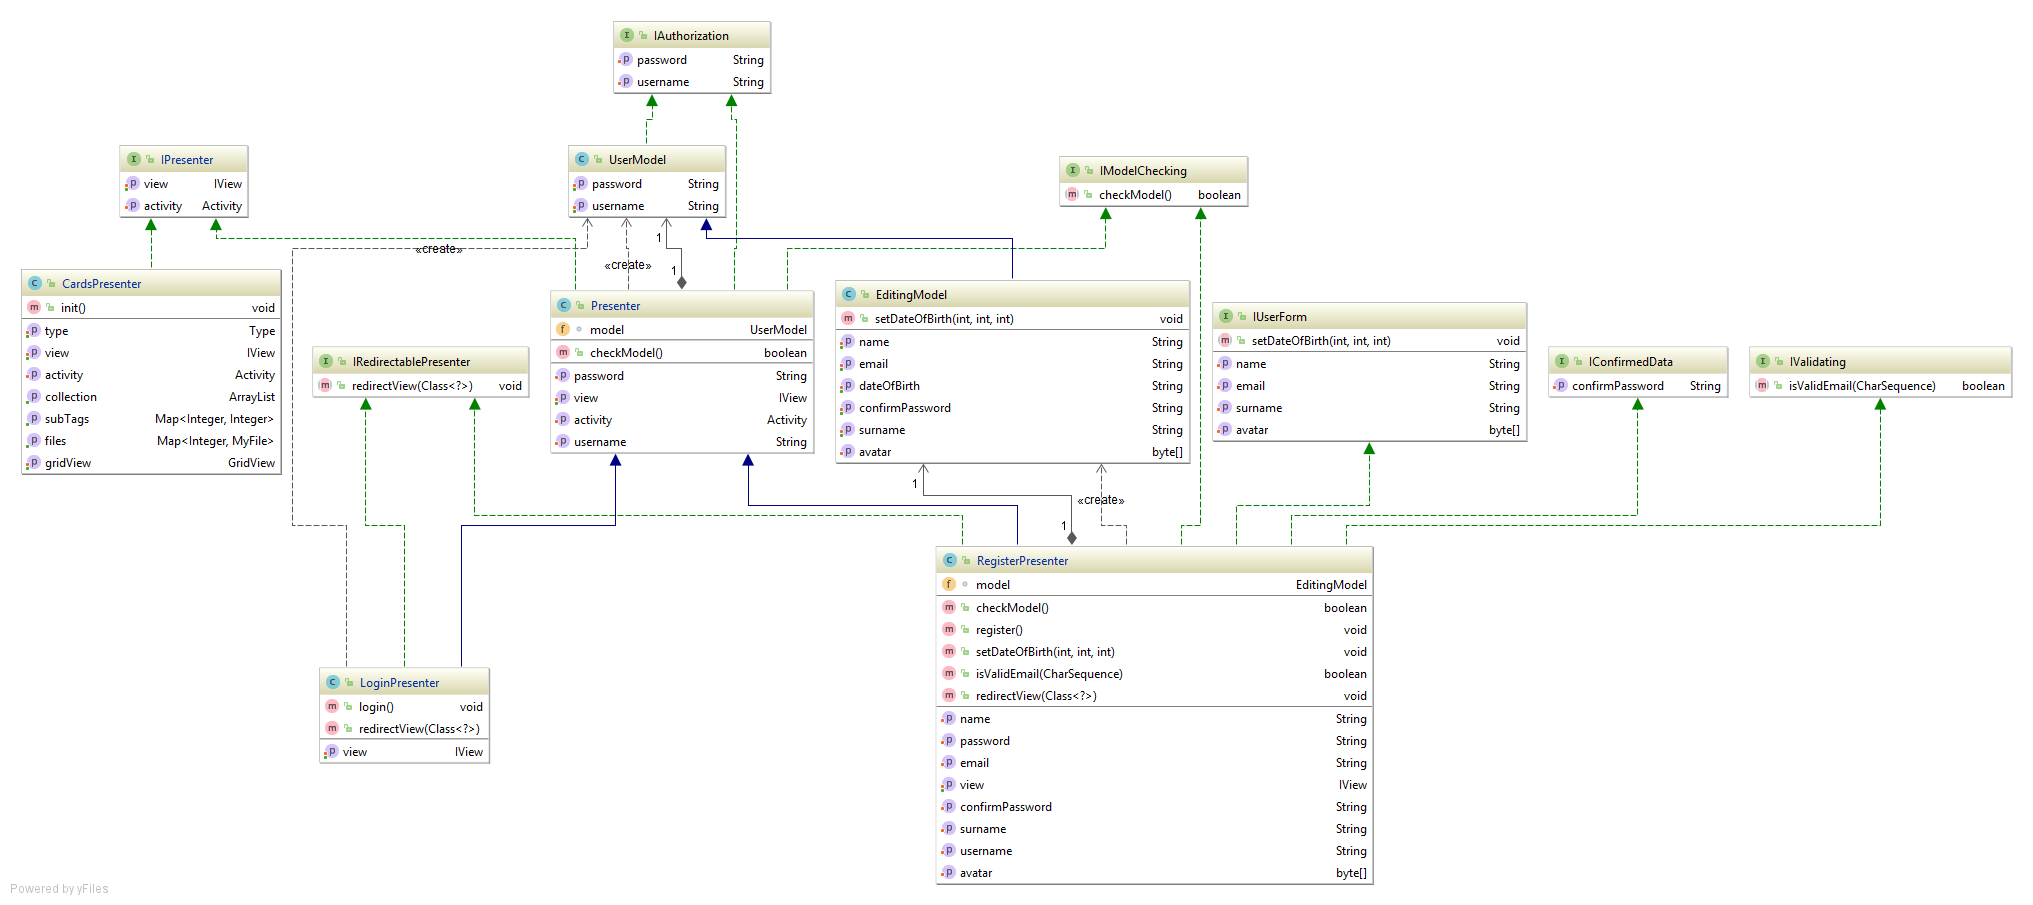 I IAuthorization
p password String
p username String
I IPresenter
p view IView
p activity Activity
C UserModel
p password String
p username String
I IModelChecking
m checkModel() boolean
«create»
«create»
1
1
C CardsPresenter
m init() void
p type Type
p view IView
p activity Activity
p collection ArrayList
p subTags Map<Integer, Integer>
p files Map<Integer, MyFile>
p gridView GridView
I IRedirectablePresenter
m redirectView(Class<?>) void
C Presenter
f model UserModel
m checkModel() boolean
p password String
p view IView
p activity Activity
p username String
C EditingModel
m setDateOfBirth(int, int, int) void
p name String
p email String
p dateOfBirth String
p confirmPassword String
p surname String
p avatar byte[]
I IUserForm
m setDateOfBirth(int, int, int) void
p name String
p email String
p surname String
p avatar byte[]
I IConfirmedData
p confirmPassword String
I IValidating
m isValidEmail(CharSequence) boolean
1
«create»
1
C RegisterPresenter
f model EditingModel
m checkModel() boolean
m register() void
m setDateOfBirth(int, int, int) void
m isValidEmail(CharSequence) boolean
m redirectView(Class<?>) void
p name String
p password String
p email String
p view IView
p confirmPassword String
p surname String
p username String
p avatar byte[]
C LoginPresenter
m login() void
m redirectView(Class<?>)
p view IView
Powered by yFiles